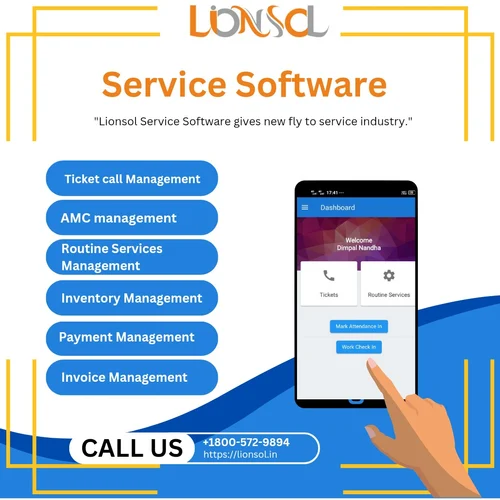 LIONSOL
Service Software
"Lionsol Service Software gives new fly to service industry."
Ticket call Management
AMC management
Routine Services
Management
Inventory Management
Payment Management
Invoice Management
17:41
Dashboard
Welcome
Dimpal Nandha
Tickets
Routine Services
Mark Attendance In
Work Check In
CALL US
+1800-572-9894
https://lionsol.in